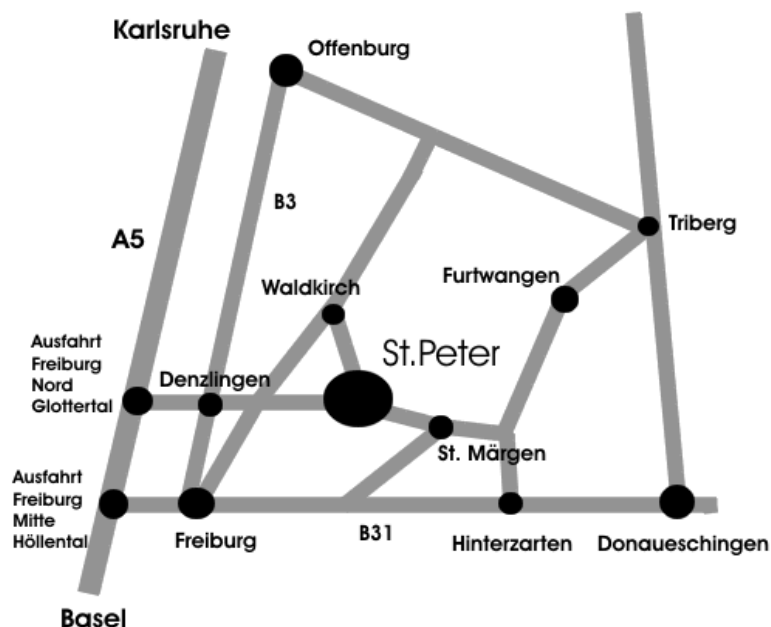 Karlsruhe
Offenburg
B3
A5
Triberg
Furtwangen
Waldkirch
St.Peter
Ausfahrt
Freiburg
Nord
Glottertal
Denzlingen
St. Märgen
Ausfahrt
Freiburg
Mitte
Höllental
Freiburg
B31
Hinterzarten
Donaueschingen
Basel